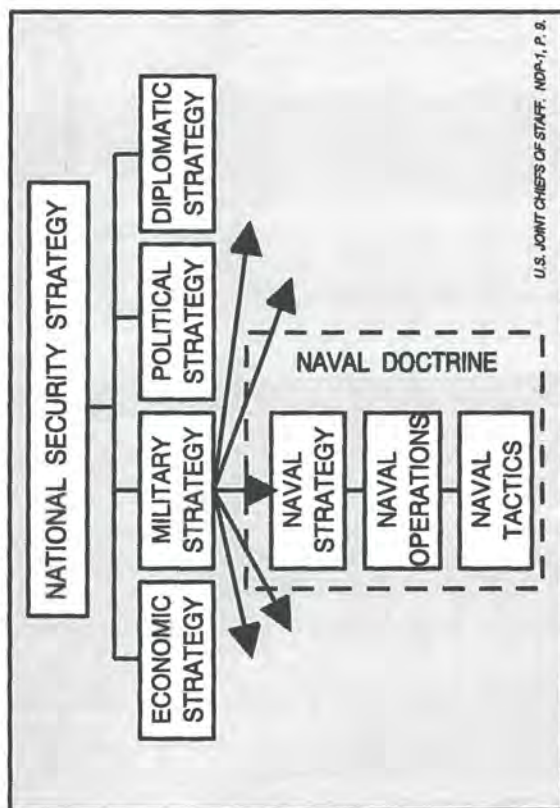 NATIONAL SECURITY STRATEGY
ECONOMIC
STRATEGY
MILITARY
STRATEGY
POLITICAL
STRATEGY
DIPLOMATIC
STRATEGY
NAVAL DOCTRINE
NAVAL
STRATEGY
NAVAL
OPERATIONS
NAVAL
TACTICS
U.S. JOINT CHIEFS OF STAFF. NDP-1, P. 9.